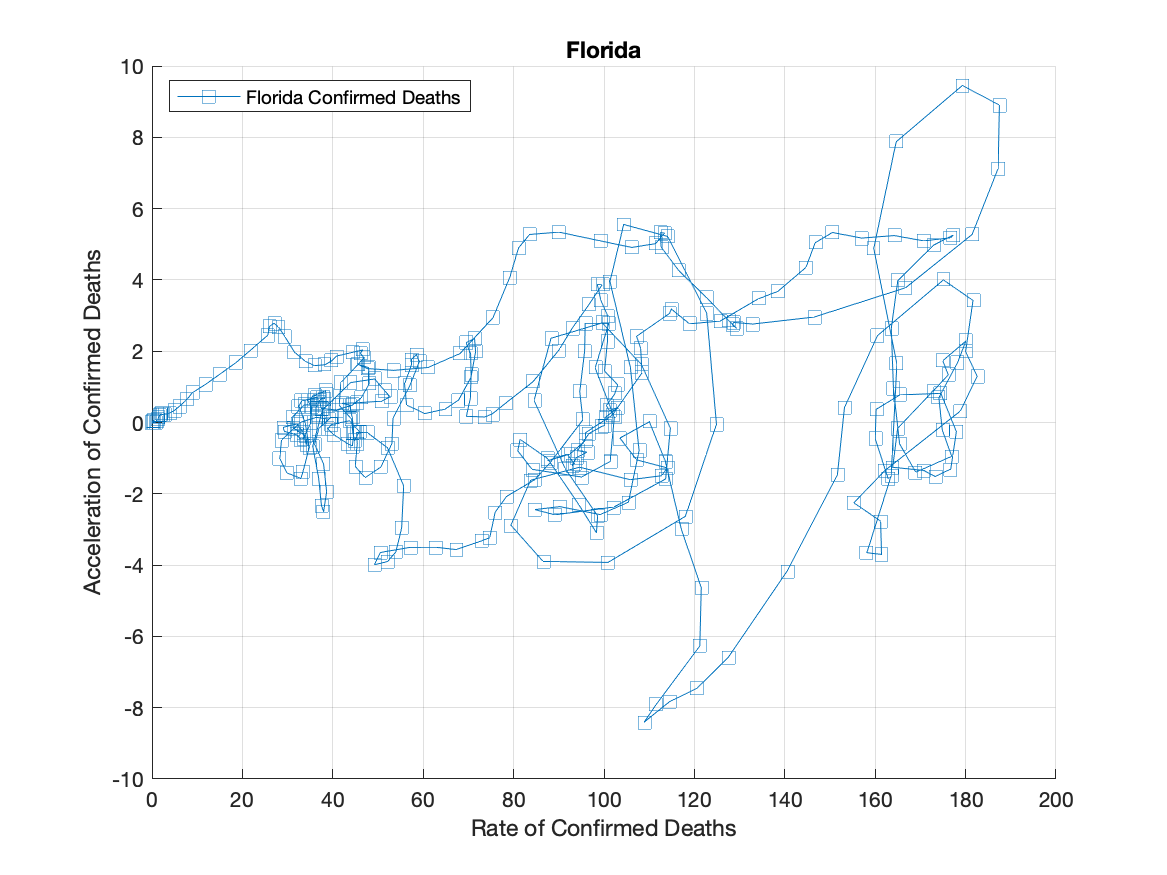 Florida
Florida Confirmed Deaths
10
8
6
4
2
0
-2
-4
-6
-8
-10
Acceleration of Confirmed Deaths
0 20 40 60 80 100 120 140 160 180 200
Rate of Confirmed Deaths